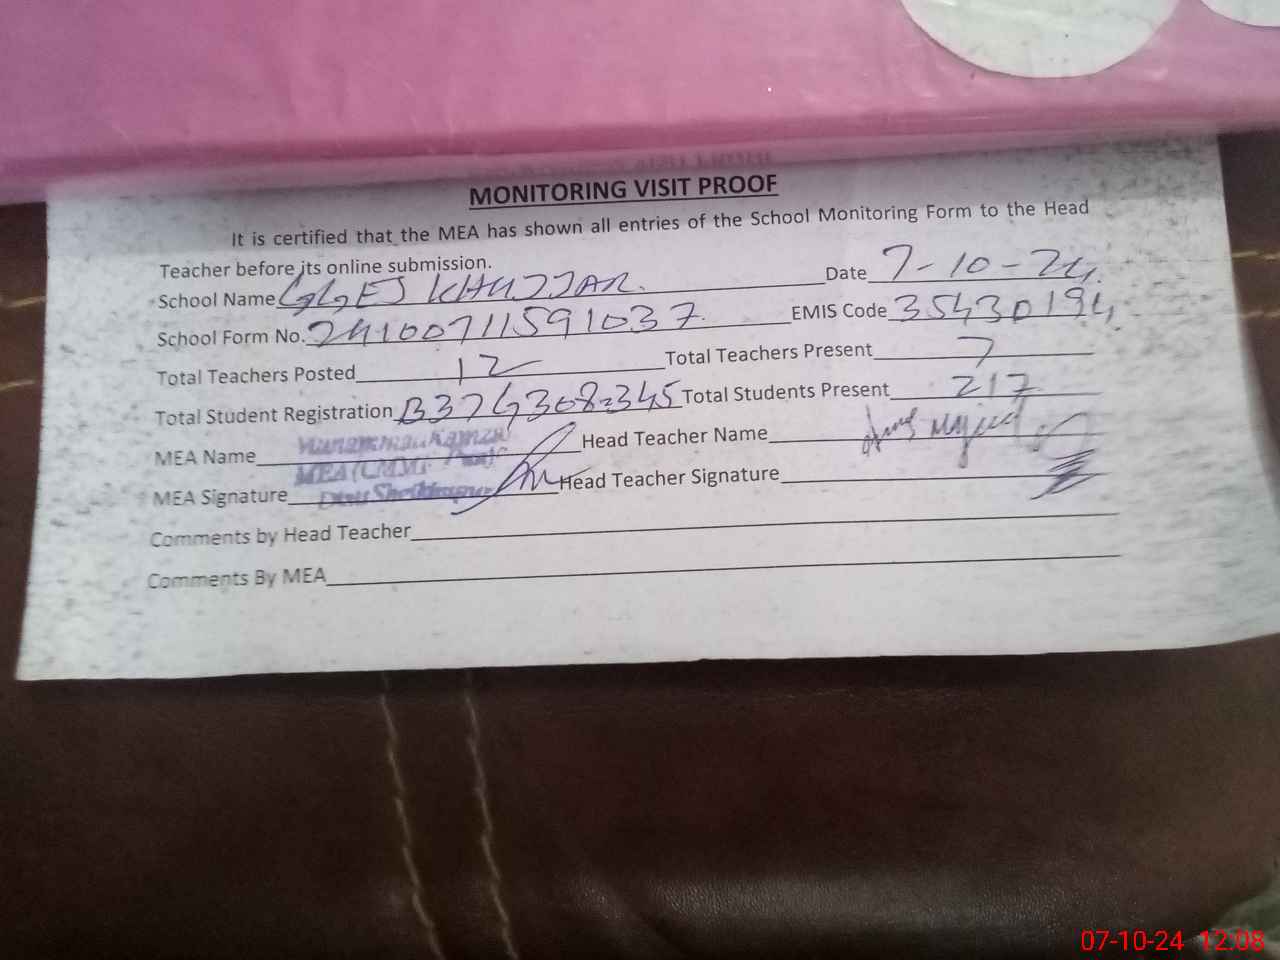 MONITORING VISIT PROOF
It is certified that the MEA has shown all entries of the School Monitoring Form to the Head
Teacher before its online submission.
School Name GGES KHUJJAR. Date 7-10-24.
School Form No. 24100711591037. EMIS Code 35430194
Total Teachers Posted 12 Total Teachers Present 7
Total Student Registration B37G308=345 Total Students Present 217
MEA Name Head Teacher Name Majeed
MEA Signature Head Teacher Signature
Comments by Head Teacher
Comments By MEA
07-10-24 12:08